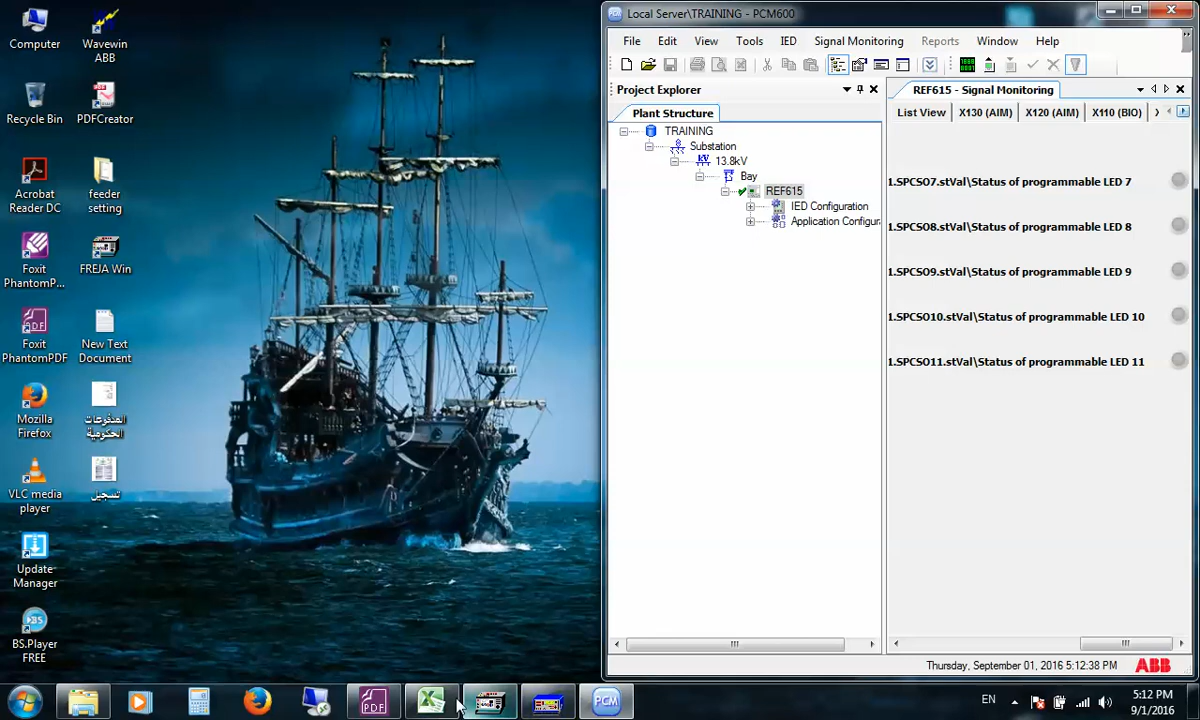 Computer
Wavewin
ABB
Recycle Bin
PDFCreator
Acrobat
Reader DC
feeder
setting
Foxit
PhantomP...
FREJA Win
Foxit
PhantomPDF
New Text
Document
Mozilla
Firefox
المدفوعات
الحكومية
VLC media
player
تسجيل
Update
Manager
BS.Player
FREE
Local Server\TRAINING - PCM600
File Edit View Tools IED Signal Monitoring Reports Window Help
Project Explorer
Plant Structure
TRAINING
Substation
13.8kV
Bay
REF615
IED Configuration
Application Configura
REF615 - Signal Monitoring
List View X130 (AIM) X120 (AIM) X110 (BIO)
1.SPCSO7.stVal\Status of programmable LED 7
1.SPCSO8.stVal\Status of programmable LED 8
1.SPCSO9.stVal\Status of programmable LED 9
1.SPCSO10.stVal\Status of programmable LED 10
1.SPCSO11.stVal\Status of programmable LED 11
Thursday, September 01, 2016 5:12:38 PM ABB
PDF
PCM
EN
5:12 PM
9/1/2016